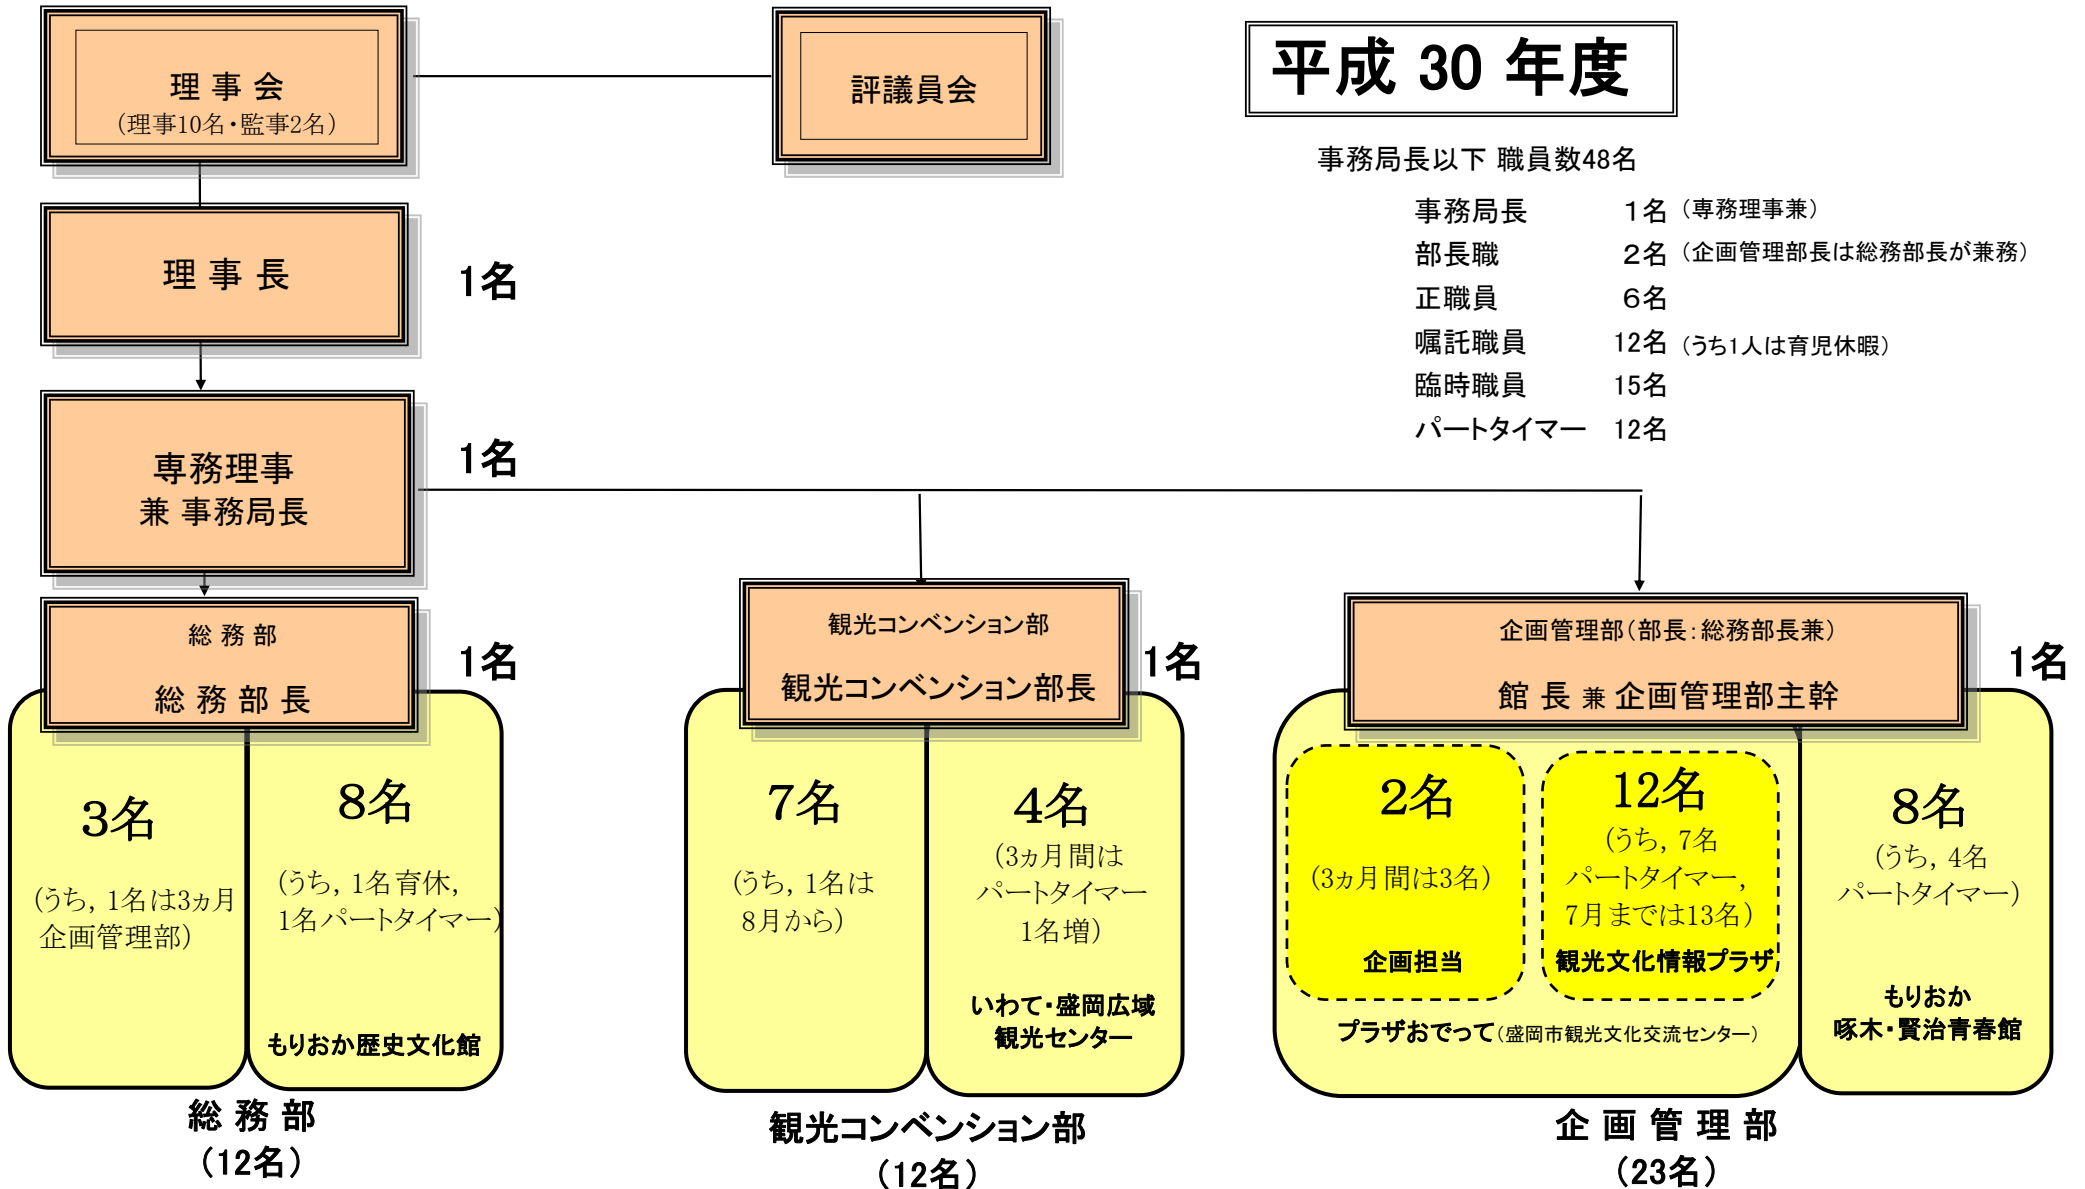 理事会
（理事10名・監事2名）
評議員会
平成 30 年度
事務局長以下 職員数48名
事務局長 1名 （専務理事兼）
部長職 2名 （企画管理部長は総務部長が兼務）
正職員 6名
嘱託職員 12名 （うち1人は育児休暇）
臨時職員 15名
パートタイマー 12名
理事長
1名
専務理事
兼 事務局長
1名
総務部
総務部長
1名
観光コンベンション部
観光コンベンション部長
1名
企画管理部（部長：総務部長兼）
館長 兼 企画管理部主幹
1名
3名
（うち，1名は3ヵ月
企画管理部）
8名
（うち，1名育休，
1名パートタイマー）
もりおか歴史文化館
総務部
（12名）
7名
（うち，1名は
8月から）
4名
（3ヵ月間は
パートタイマー
1名増）
いわて・盛岡広域
観光センター
観光コンベンション部
（12名）
2名
（3ヵ月間は3名）
企画担当
12名
（うち，7名
パートタイマー，
7月までは13名）
観光文化情報プラザ
プラザおでって（盛岡市観光文化交流センター）
8名
（うち，4名
パートタイマー）
もりおか
啄木・賢治青春館
企画管理部
（23名）